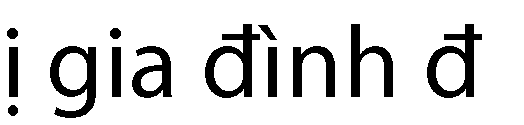 ị gia đình đ